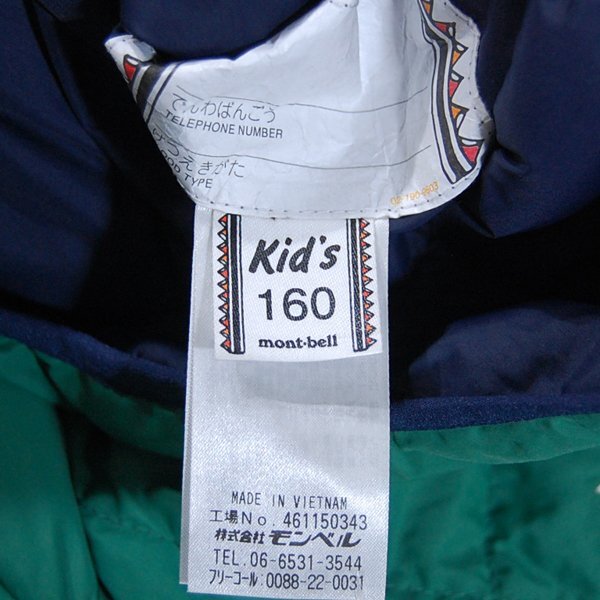 でんわばんごう
TELEPHONE NUMBER
けつえきがた
TYPE
Kid's
160
mont-bell
MADE IN VIETNAM
工場No. 461150343
株式会社モンベル
TEL. 06-6531-3544
フリーコール 0088-22-0031